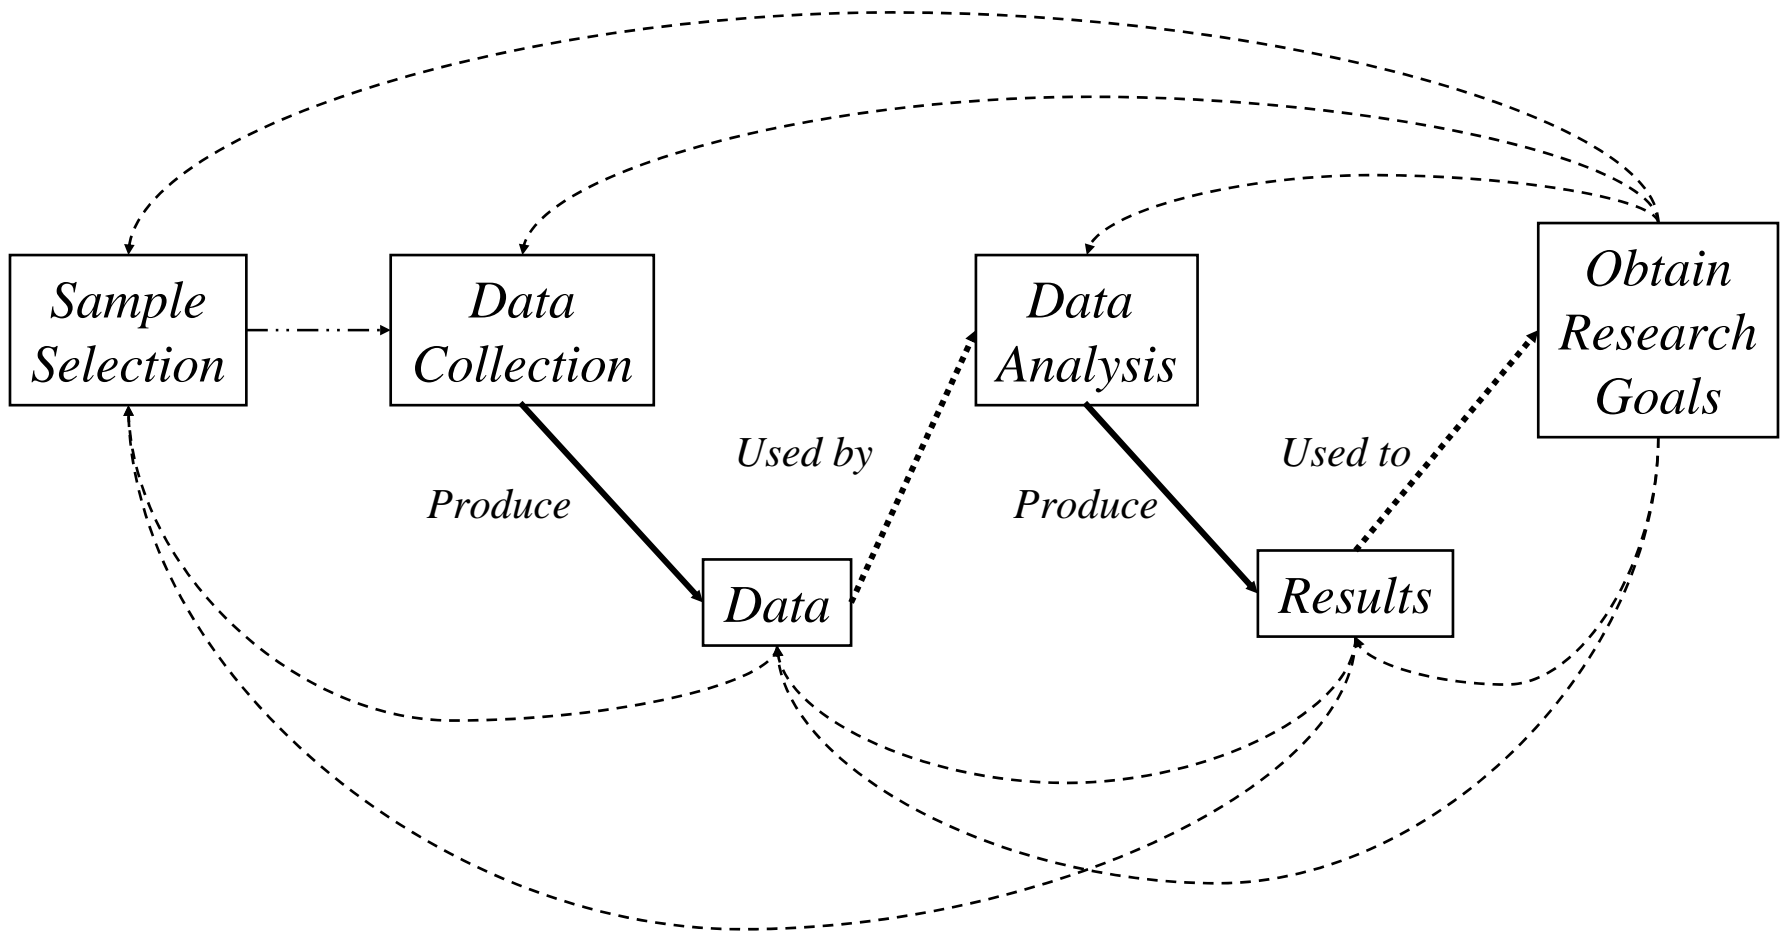 Sample
Selection
Data
Collection
Data
Analysis
Obtain
Research
Goals
Used by
Used to
Produce
Produce
Data
Results